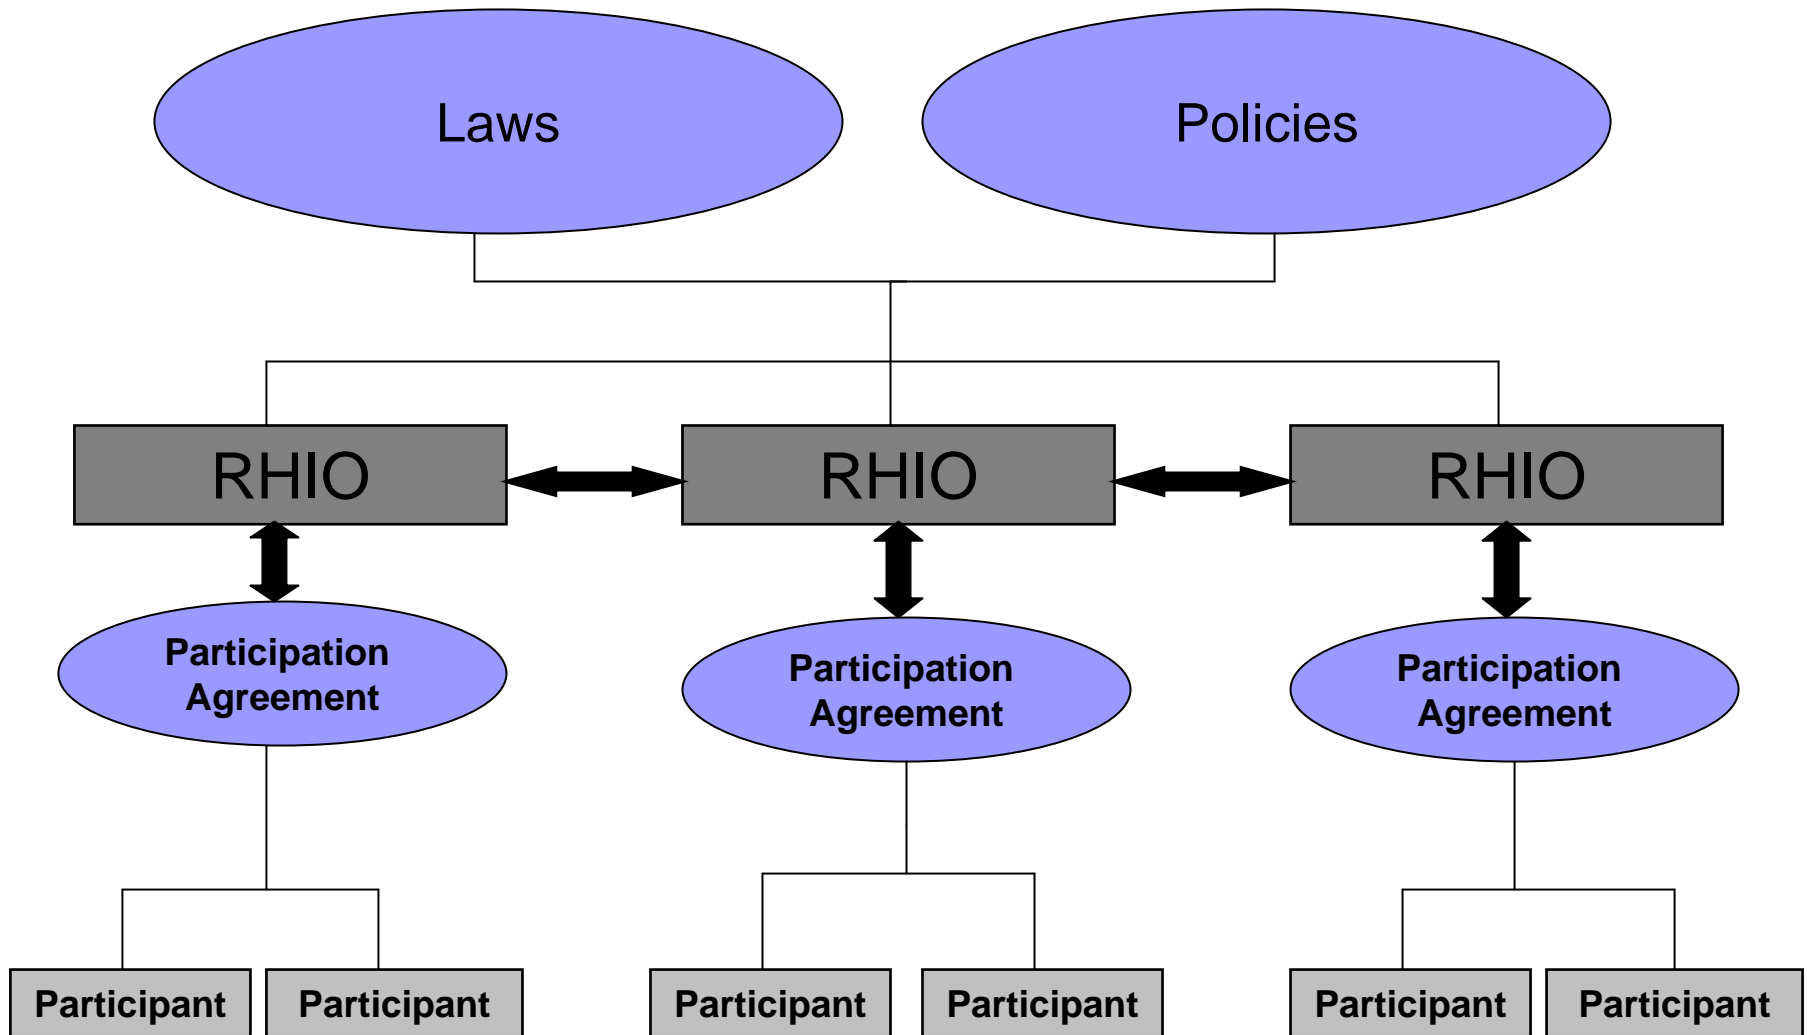 Laws
Policies
RHIO
RHIO
RHIO
Participation
Agreement
Participation
Agreement
Participation
Agreement
Participant
Participant
Participant
Participant
Participant
Participant